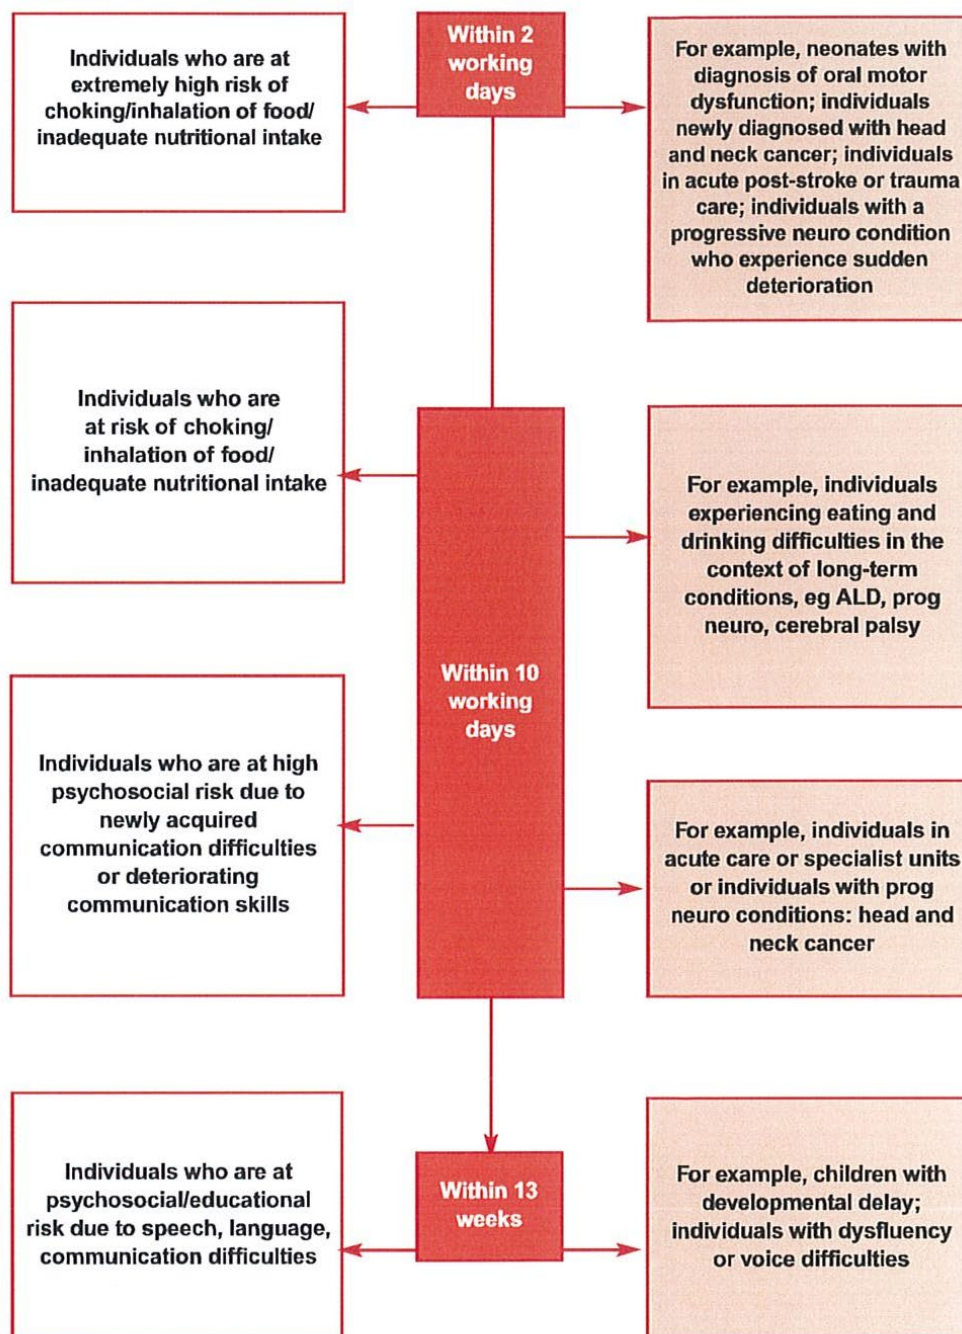 Individuals who are at
extremely high risk of
choking/inhalation of food/
inadequate nutritional intake
Within 2
working
days
For example, neonates with
diagnosis of oral motor
dysfunction; individuals
newly diagnosed with head
and neck cancer; individuals
in acute post-stroke or trauma
care; individuals with a
progressive neuro condition
who experience sudden
deterioration
Individuals who are
at risk of choking/
inhalation of food/
inadequate nutritional intake
Within 10
working
days
For example, individuals
experiencing eating and
drinking difficulties in the
context of long-term
conditions, eg ALD, prog
neuro, cerebral palsy
Individuals who are at high
psychosocial risk due to
newly acquired
communication difficulties
or deteriorating
communication skills
For example, individuals in
acute care or specialist units
or individuals with prog
neuro conditions: head and
neck cancer
Individuals who are at
psychosocial/educational
risk due to speech, language,
communication difficulties
Within 13
weeks
For example, children with
developmental delay;
individuals with dysfluency
or voice difficulties